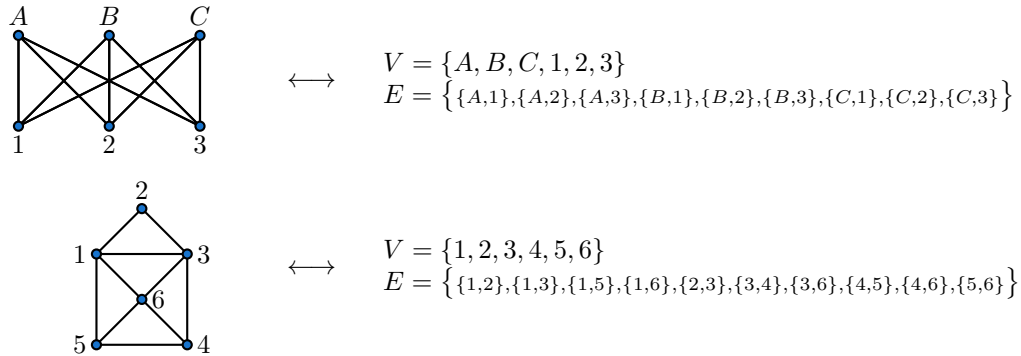 A B C
1 2 3
⟷
V = {A, B, C, 1, 2, 3}
E = {{A,1},{A,2},{A,3},{B,1},{B,2},{B,3},{C,1},{C,2},{C,3}}
2
1 3
6
5 4
⟷
V = {1, 2, 3, 4, 5, 6}
E = {{1,2},{1,3},{1,5},{1,6},{2,3},{3,4},{3,6},{4,5},{4,6},{5,6}}